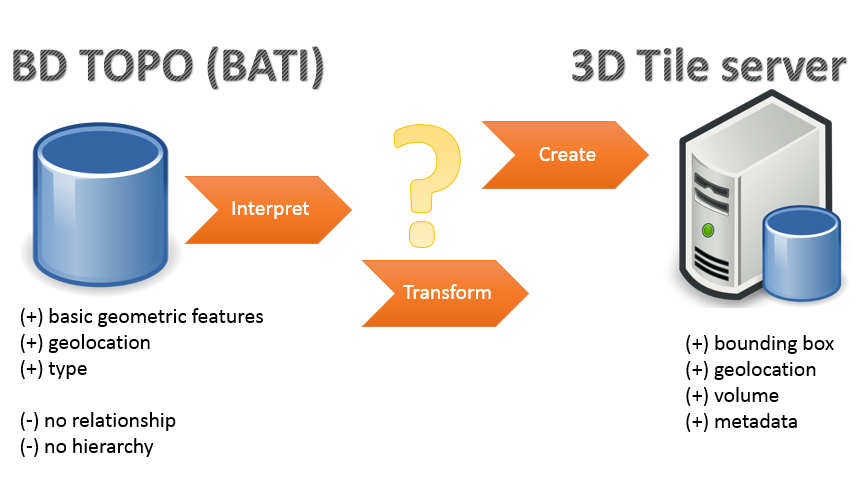 BD TOPO (BATI)
3D Tile server
Interpret
?
Create
Transform
(+) basic geometric features
(+) geolocation
(+) type
(-) no relationship
(-) no hierarchy
(+) bounding box
(+) geolocation
(+) volume
(+) metadata